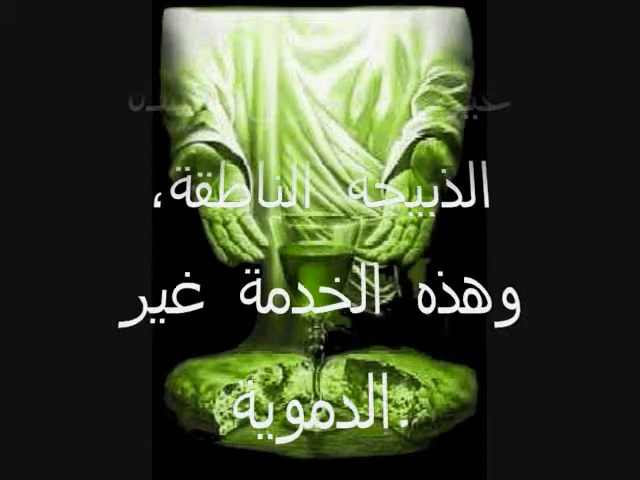 الذبيحة الناطقة،
وهذه الخدمة غير
الدموية.